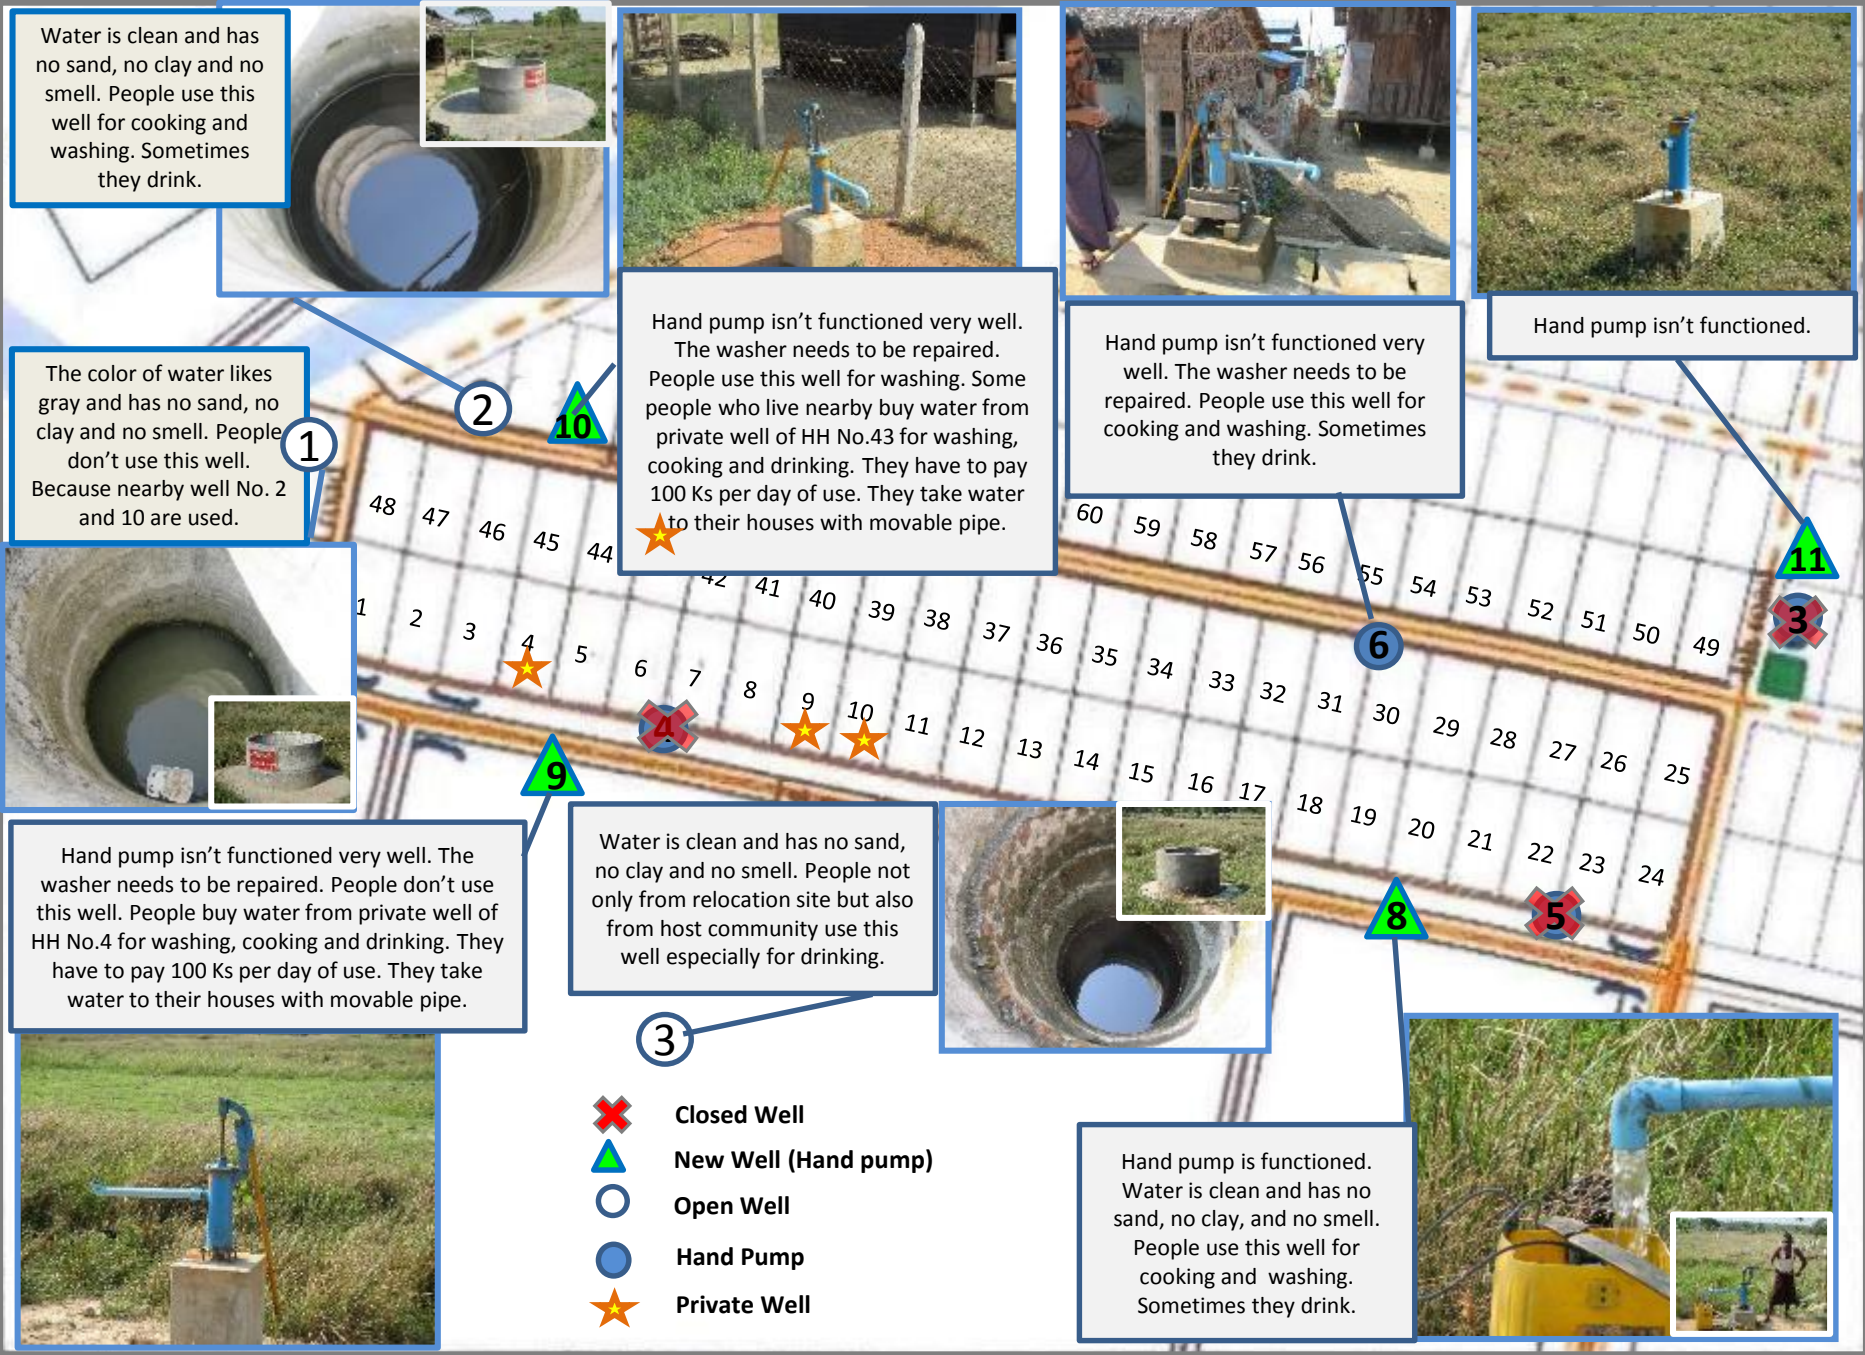 Water is clean and has
no sand, no clay and no
smell. People use this
well for cooking and
washing. Sometimes
they drink.
The color of water likes
gray and has no sand, no
clay and no smell. People
don't use this well.
Because nearby well No. 2
and 10 are used.
1
2
10
Hand pump isn't functioned very well.
The washer needs to be repaired.
People use this well for washing. Some
people who live nearby buy water from
private well of HH No.43 for washing,
cooking and drinking. They have to pay
100 Ks per day of use. They take water
to their houses with movable pipe.
Hand pump isn't functioned very
well. The washer needs to be
repaired. People use this well for
cooking and washing. Sometimes
they drink.
Hand pump isn't functioned.
11
3
6
48 47 46 45 44
60 59 58 57 56 55 54 53 52 51 50 49
42 41 40 39 38 37 36 35 34 33 32 31 30 29 28 27 26 25
1 2 3 4 5 6 7 8 9 10 11 12 13 14 15 16 17 18 19 20 21 22 23 24
4
9
8
5
Hand pump isn't functioned very well. The
washer needs to be repaired. People don't use
this well. People buy water from private well of
HH No.4 for washing, cooking and drinking. They
have to pay 100 Ks per day of use. They take
water to their houses with movable pipe.
Water is clean and has no sand,
no clay and no smell. People not
only from relocation site but also
from host community use this
well especially for drinking.
3
Closed Well
New Well (Hand pump)
Open Well
Hand Pump
Private Well
Hand pump is functioned.
Water is clean and has no
sand, no clay, and no smell.
People use this well for
cooking and washing.
Sometimes they drink.